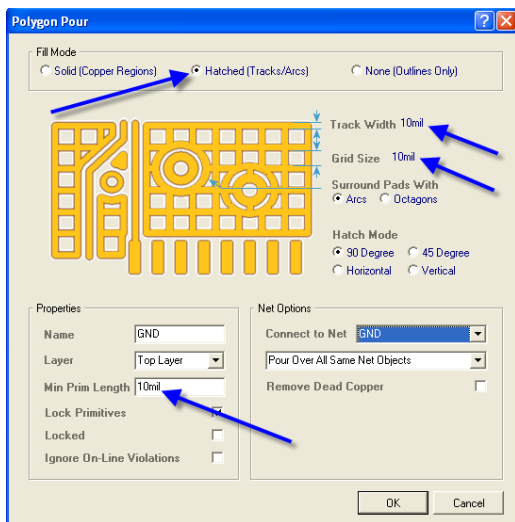 Polygon Pour
Fill Mode
Solid (Copper Regions) Hatched (Tracks/Arcs) None (Outlines Only)
Track Width 10mil
Grid Size 10mil
Surround Pads With
Arcs Octagons
Hatch Mode
90 Degree 45 Degree
Horizontal Vertical
Properties
Name GND
Layer Top Layer
Min Prim Length 10mil
Lock Primitives
Locked
Ignore On-Line Violations
Net Options
Connect to Net GND
Pour Over All Same Net Objects
Remove Dead Copper
OK Cancel